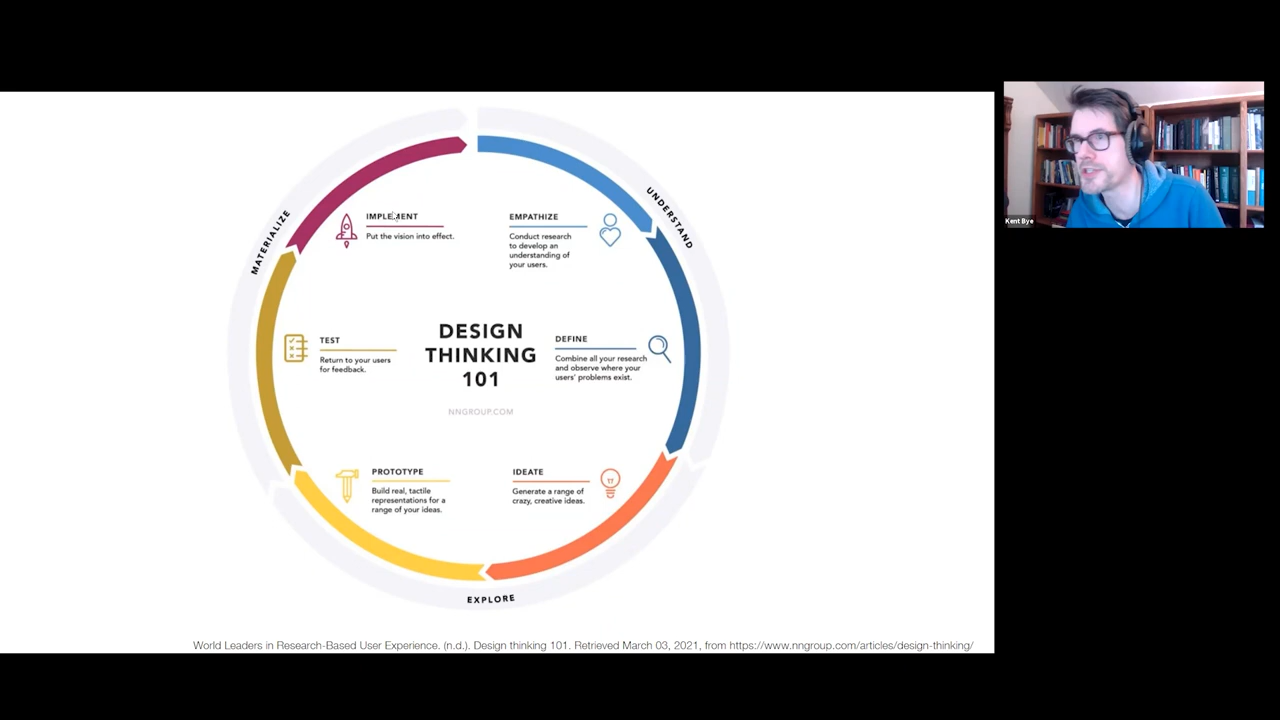 MATERIALIZE
UNDERSTAND
IMPLEMENT
Put the vision into effect.
EMPATHIZE
Conduct research
to develop an
understanding of
your users.
TEST
Return to your users
for feedback.
DESIGN
THINKING
101
NNGROUP.COM
DEFINE
Combine all your research
and observe where your
users' problems exist.
PROTOTYPE
Build real, tactile
representations for a
range of your ideas.
IDEATE
Generate a range of
crazy, creative ideas.
EXPLORE
World Leaders in Research-Based User Experience. (n.d.). Design thinking 101. Retrieved March 03, 2021, from https://www.nngroup.com/articles/design-thinking/
Kent Bye